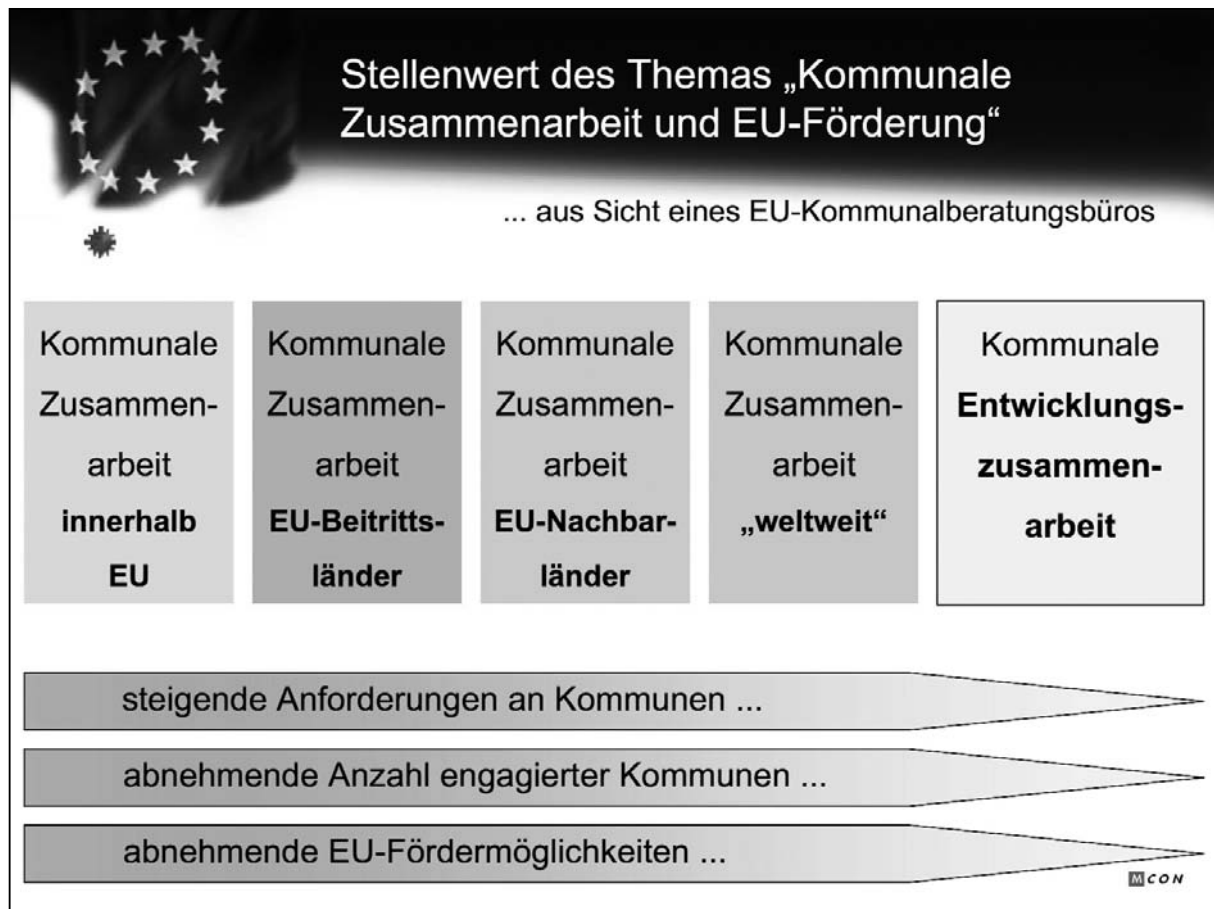 Stellenwert des Themas „Kommunale
Zusammenarbeit und EU-Förderung“
... aus Sicht eines EU-Kommunalberatungsbüros
Kommunale
Zusammen-
arbeit
innerhalb
EU
Kommunale
Zusammen-
arbeit
EU-Beitritts-
länder
Kommunale
Zusammen-
arbeit
EU-Nachbar-
länder
Kommunale
Zusammen-
arbeit
„weltweit“
Kommunale
Entwicklungs-
zusammen-
arbeit
steigende Anforderungen an Kommunen ...
abnehmende Anzahl engagierter Kommunen ...
abnehmende EU-Fördermöglichkeiten ...
MCON